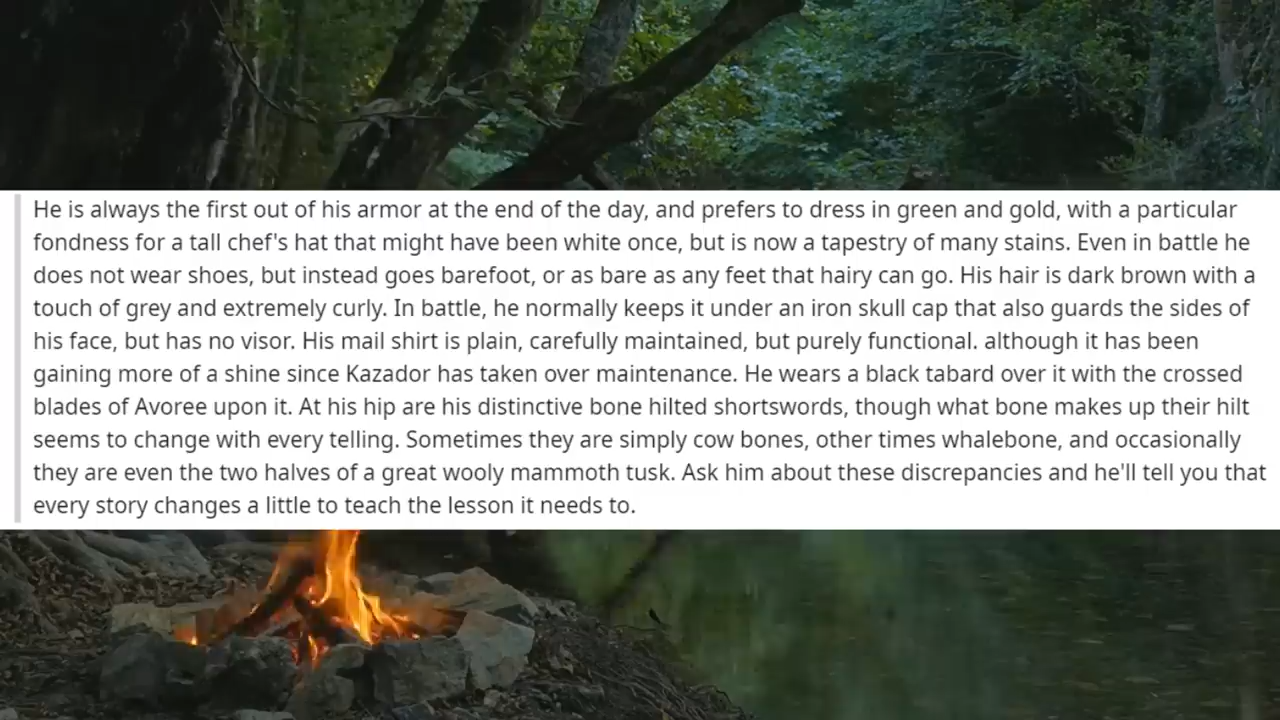 He is always the first out of his armor at the end of the day, and prefers to dress in green and gold, with a particular
fondness for a tall chef's hat that might have been white once, but is now a tapestry of many stains. Even in battle he
does not wear shoes, but instead goes barefoot, or as bare as any feet that hairy can go. His hair is dark brown with a
touch of grey and extremely curly. In battle, he normally keeps it under an iron skull cap that also guards the sides of
his face, but has no visor. His mail shirt is plain, carefully maintained, but purely functional. although it has been
gaining more of a shine since Kazador has taken over maintenance. He wears a black tabard over it with the crossed
blades of Avoree upon it. At his hip are his distinctive bone hilted shortswords, though what bone makes up their hilt
seems to change with every telling. Sometimes they are simply cow bones, other times whalebone, and occasionally
they are even the two halves of a great wooly mammoth tusk. Ask him about these discrepancies and he'll tell you that
every story changes a little to teach the lesson it needs to.